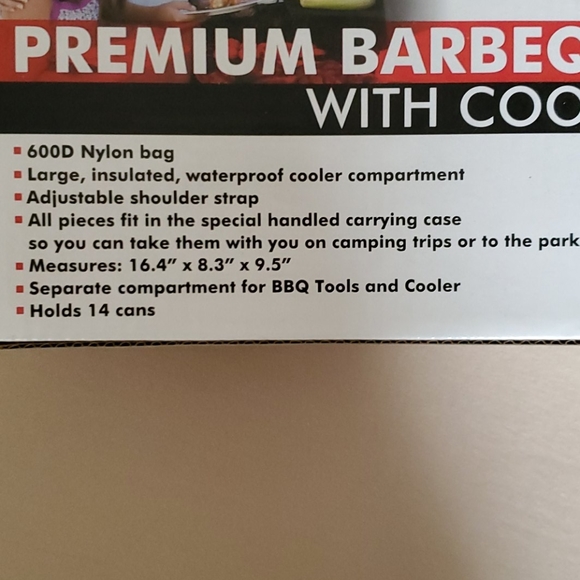 PREMIUM BARBEQ
WITH COO
▪ 600D Nylon bag
▪ Large, insulated, waterproof cooler compartment
▪ Adjustable shoulder strap
▪ All pieces fit in the special handled carrying case
so you can take them with you on camping trips or to the park
▪ Measures: 16.4” x 8.3” x 9.5”
▪ Separate compartment for BBQ Tools and Cooler
▪ Holds 14 cans